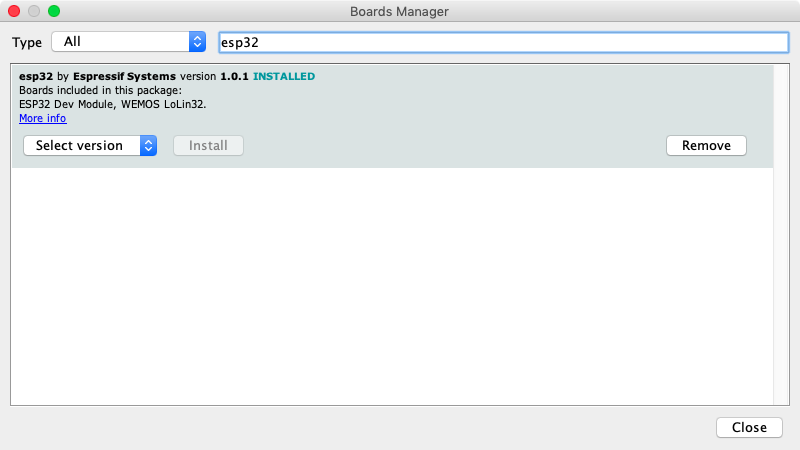 Boards Manager
Type All esp32
esp32 by Espressif Systems version 1.0.1 INSTALLED
Boards included in this package:
ESP32 Dev Module, WEMOS LoLin32.
More info
Select version Install Remove
Close